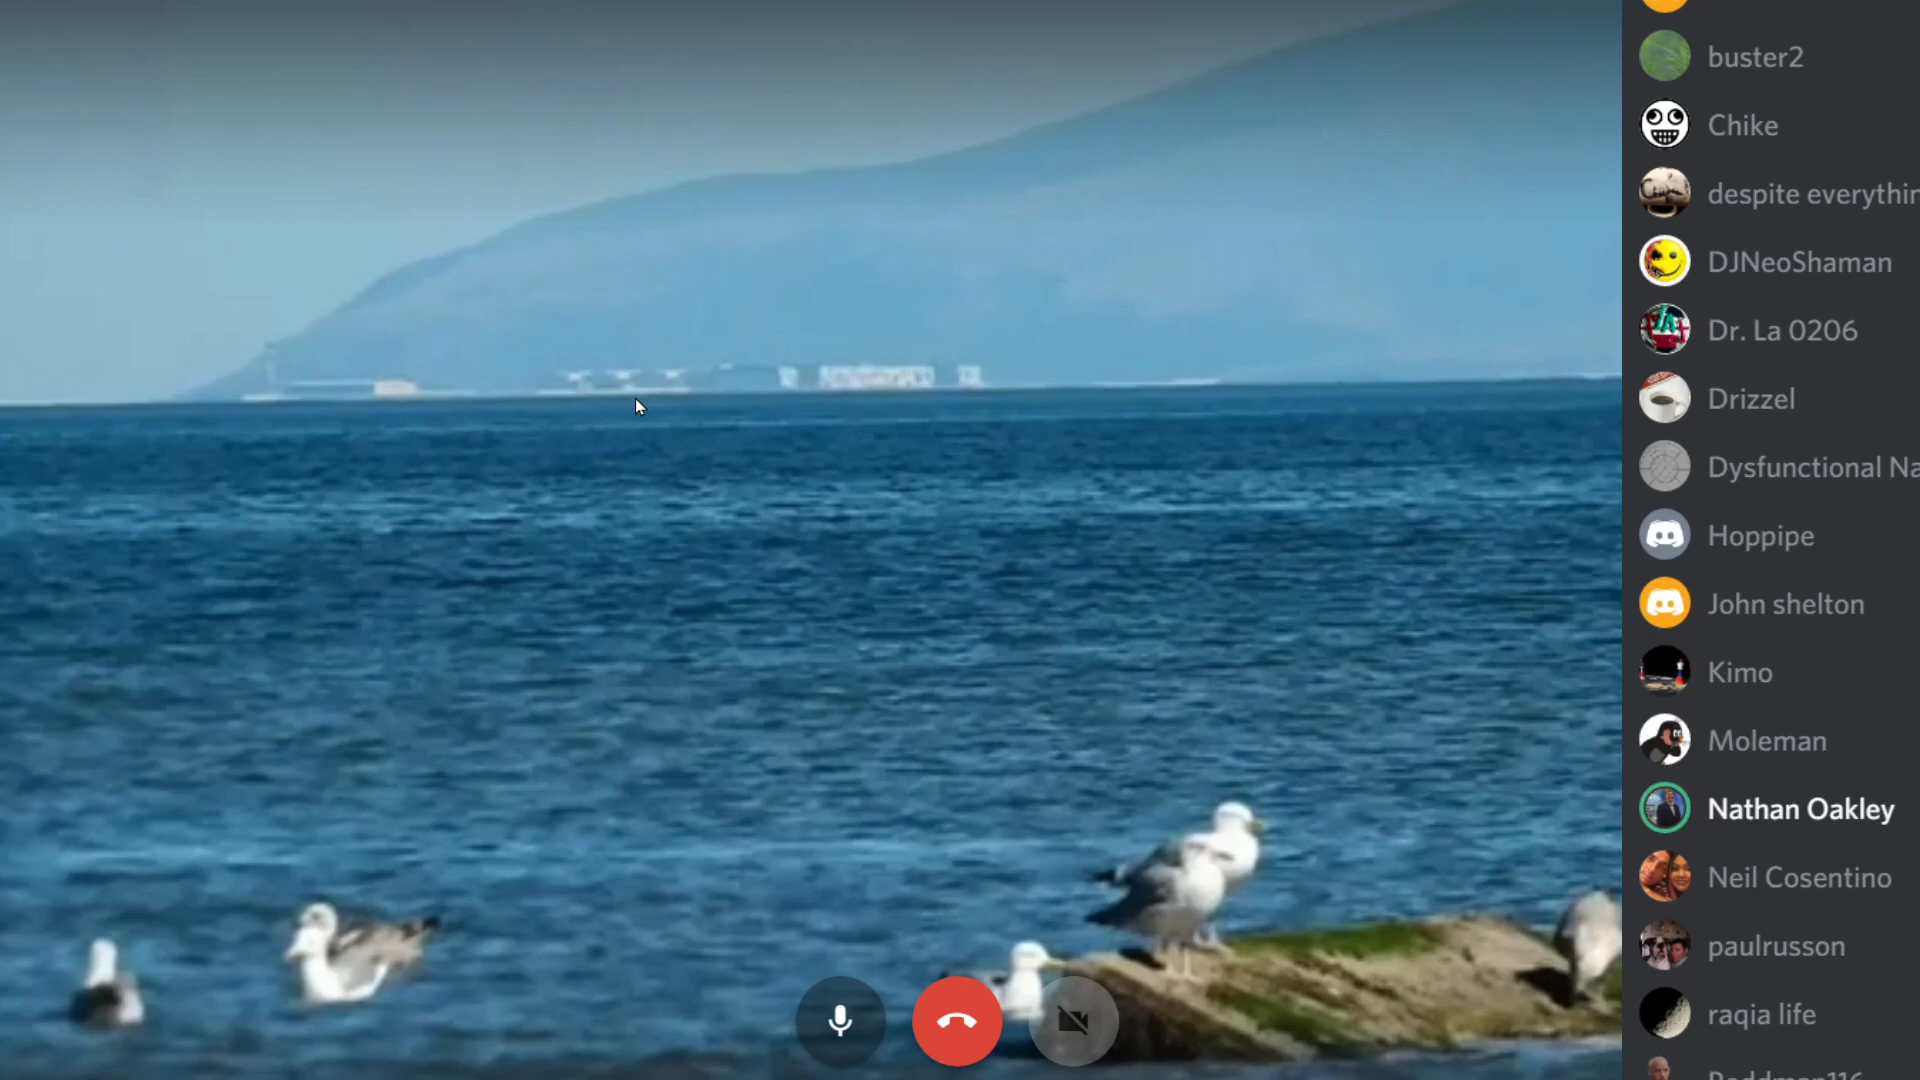 buster2
Chike
despite everythin
DJNeoShaman
Dr. La 0206
Drizzel
Dysfunctional Na
Hoppipe
John shelton
Kimo
Moleman
Nathan Oakley
Neil Cosentino
paulrusson
raqia life